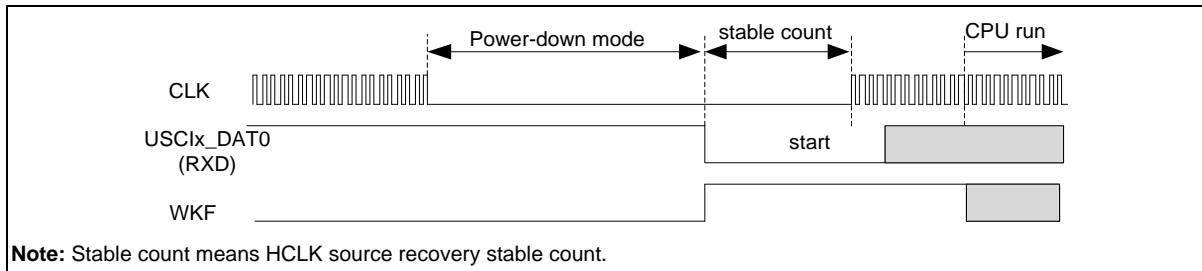 Power-down mode
stable count
CPU run
CLK
USCIx_DAT0
(RXD)
start
WKF
Note: Stable count means HCLK source recovery stable count.